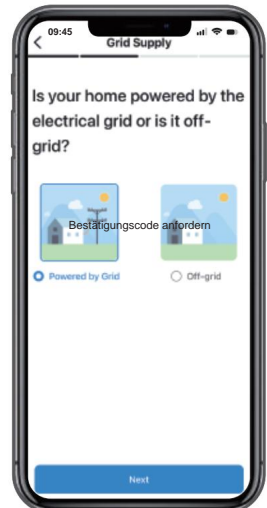 09:45
Grid Supply
Is your home powered by the
electrical grid or is it off-
grid?
Bestätigungscode anfordern
Powered by Grid
Off-grid
Next